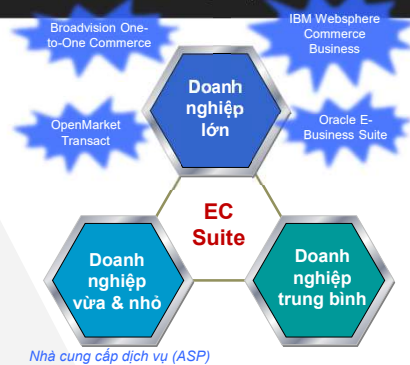 Broadvision One-
to-One Commerce
IBM Websphere
Commerce
Business
Doanh
nghiệp
lớn
OpenMarket
Transact
Oracle E-
Business Suite
EC
Suite
Doanh
nghiệp
vừa & nhỏ
Doanh
nghiệp
trung bình
Nhà cung cấp dịch vụ (ASP)